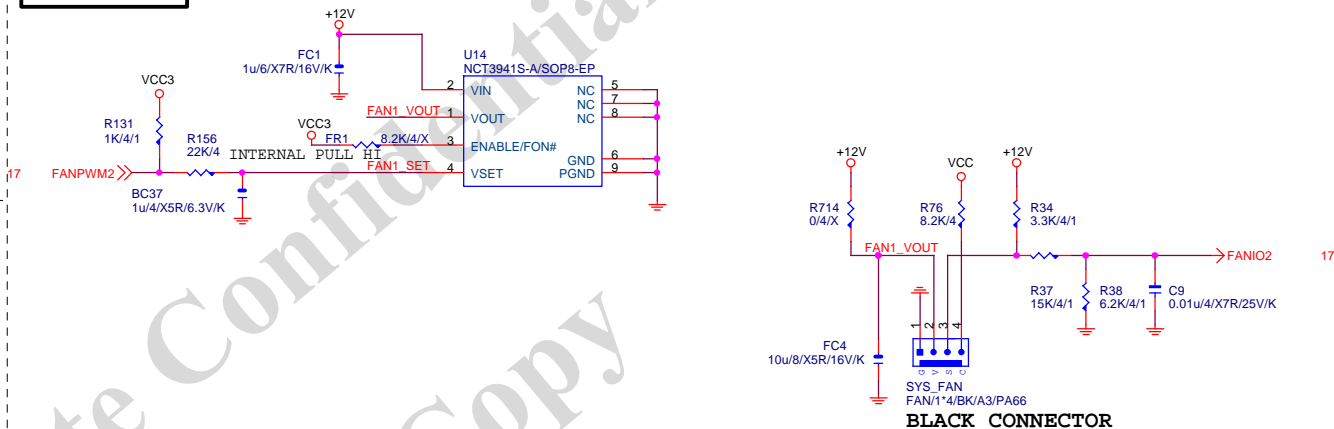 +12V
FC1
1u/6/X7R/16V/K
U14
NCT3941S-A/SOP8-EP
VCC3
R131
1K/4/1
R156
22K/4
17
FANPWM2
BC37
1u/4/X5R/6.3V/K
FAN1_VOUT
VCC3
FR1
8.2K/4/X
INTERNAL PULL HI
FAN1_SET
2
VIN
1
VOUT
3
ENABLE/FON#
4
VSET
NC
5
NC
7
NC
8
GND
6
PGND
9
+12V
VCC
+12V
R714
0/4/X
R76
8.2K/4
R34
3.3K/4/1
FAN1_VOUT
FANIO2
17
R37
15K/4/1
R38
6.2K/4/1
C9
0.01u/4/X7R/25V/K
FC4
10u/8/X5R/16V/K
1
2
3
4
G
V
S
C
SYS_FAN
FAN/1*4/BK/A3/PA66
BLACK CONNECTOR
te Confidential
Copy